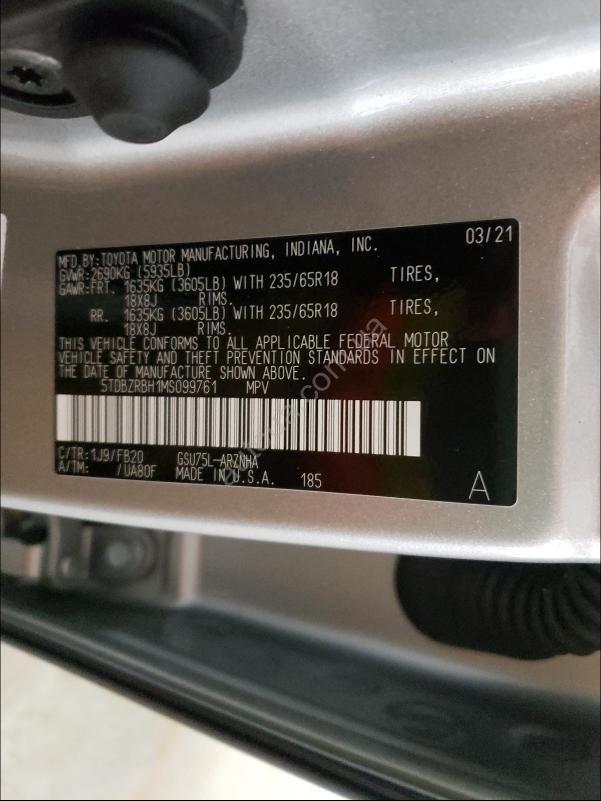 MFD.BY:TOYOTA MOTOR MANUFACTURING, INDIANA, INC. 03/21
GVWR:2690KG (5935LB)
GAWR:FRT. 1635KG (3605LB) WITH 235/65R18 TIRES,
18X8J RIMS.
RR. 1635KG (3605LB) WITH 235/65R18 TIRES,
18X8J RIMS.
THIS VEHICLE CONFORMS TO ALL APPLICABLE FEDERAL MOTOR
VEHICLE SAFETY AND THEFT PREVENTION STANDARDS IN EFFECT ON
THE DATE OF MANUFACTURE SHOWN ABOVE.
5TDBZRBH1MS099761 MPV
C/TR:1J9/FB20 GSU75L-ARZNHA
A/TM: /UA80F MADE IN U.S.A. 185
A